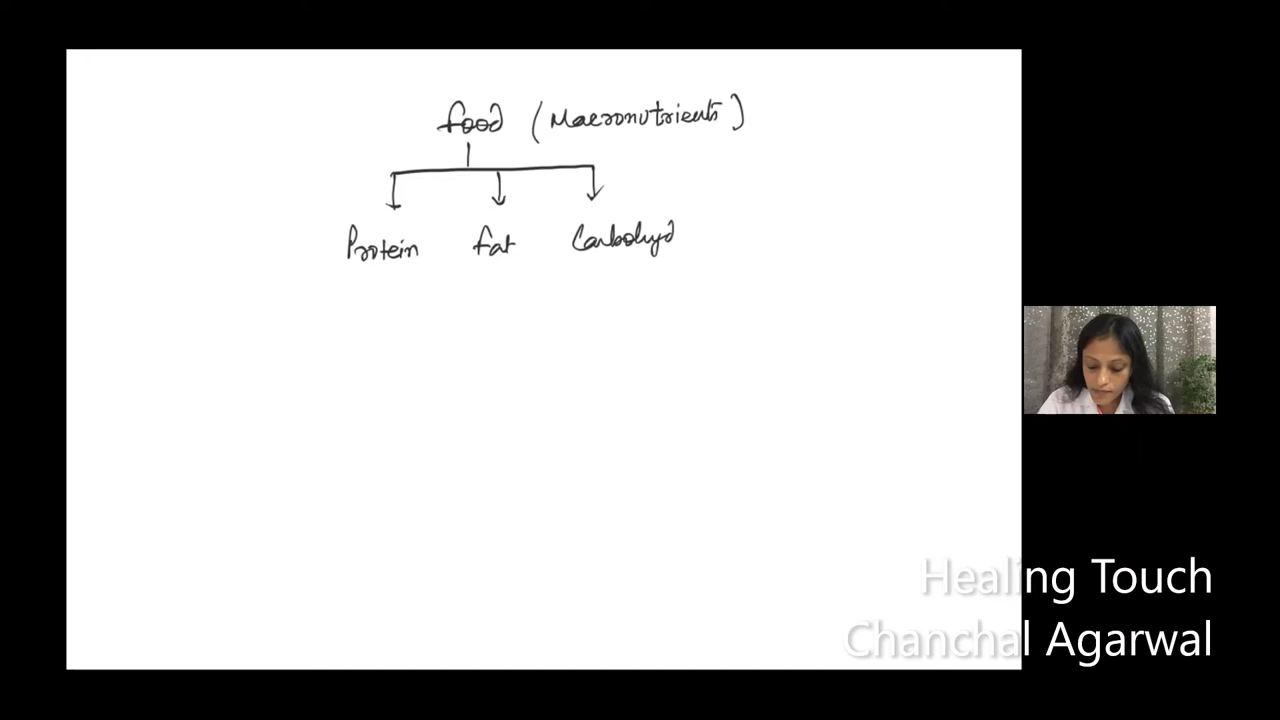 food (Macronutrients)
Protein fat Carbohyd
Healing Touch
Chanchal Agarwal